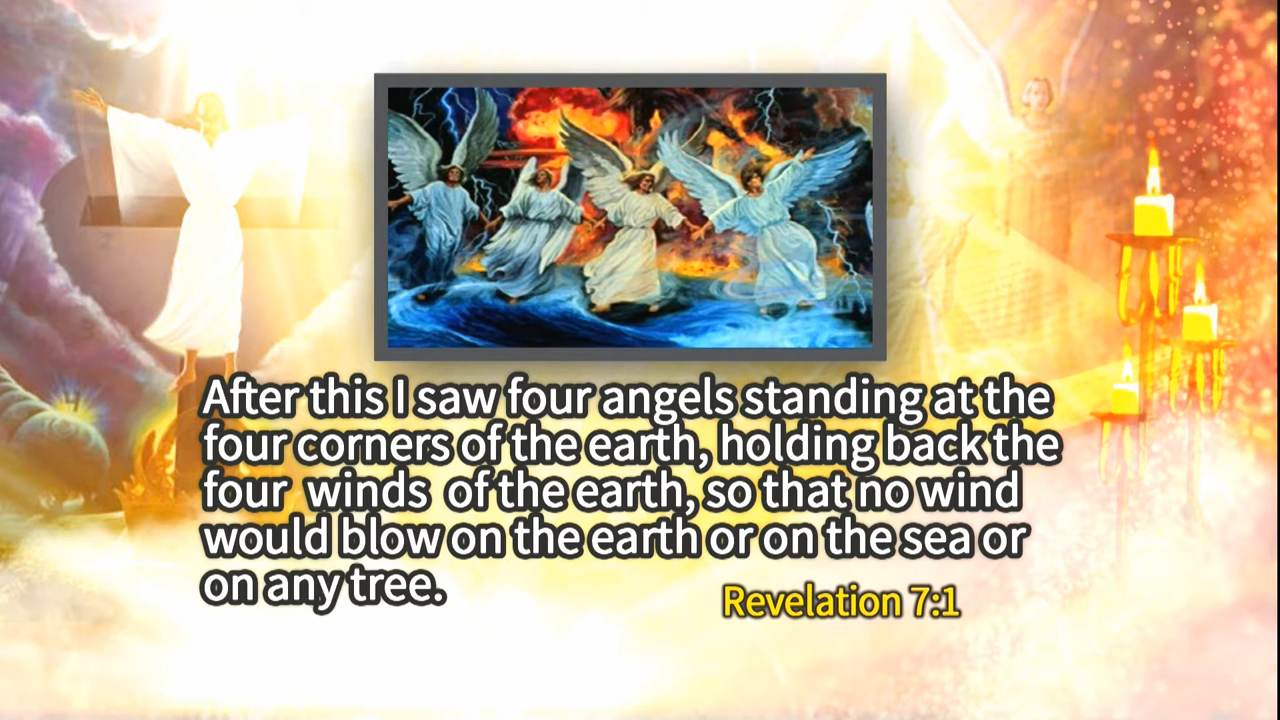 After this I saw four angels standing at the
four corners of the earth, holding back the
four winds of the earth, so that no wind
would blow on the earth or on the sea or
on any tree.
Revelation 7:1